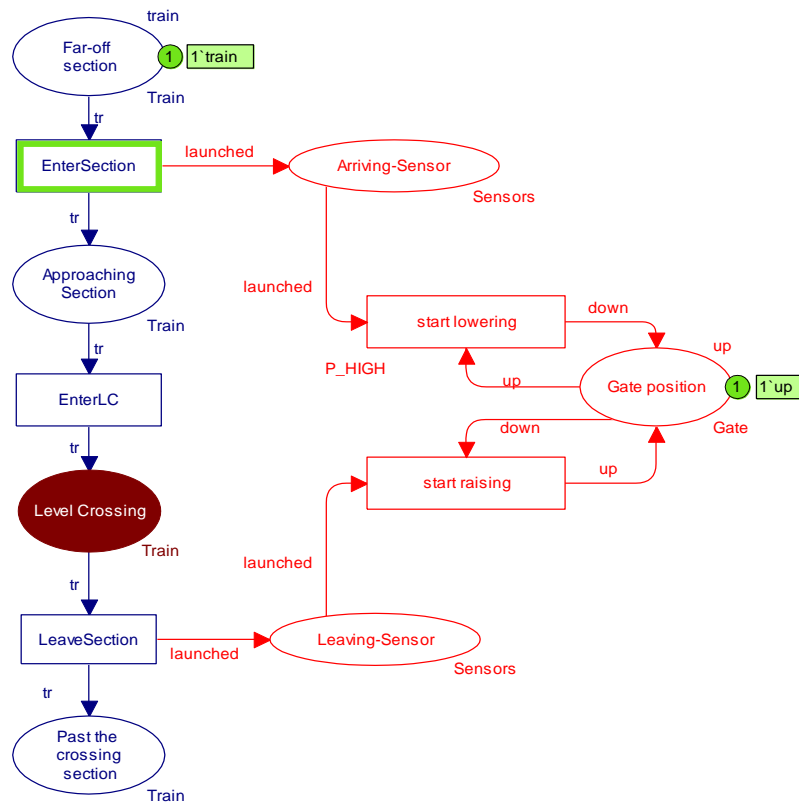 train
Far-off
section
1
1`train
Train
tr
EnterSection
launched
Arriving-Sensor
Sensors
tr
Approaching
Section
Train
launched
start lowering
down
P_HIGH
up
up
Gate position
1
1`up
Gate
tr
EnterLC
down
tr
start raising
up
Level Crossing
Train
launched
tr
LeaveSection
launched
Leaving-Sensor
Sensors
tr
Past the
crossing
section
Train